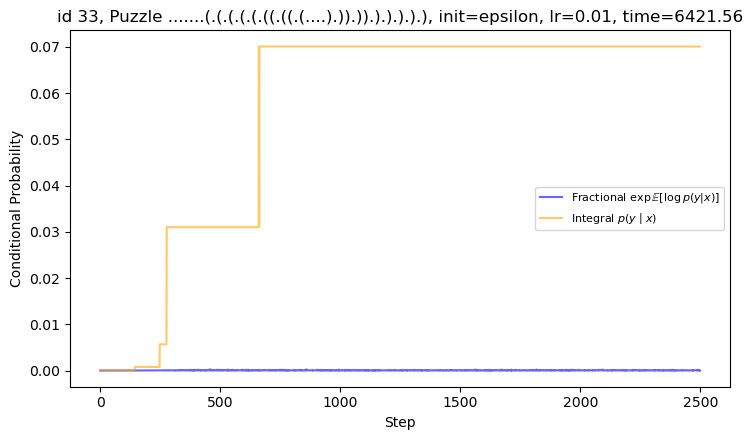 id 33, Puzzle .......(.(.(.(.(.((.((.(....).)).)).).).).).), init=epsilon, lr=0.01, time=6421.56
0.07
0.06
0.05
0.04
0.03
0.02
0.01
0.00
Conditional Probability
Fractional exp𝔼[log p(y|x)]
Integral p(y | x)
0
500
1000
1500
2000
2500
Step